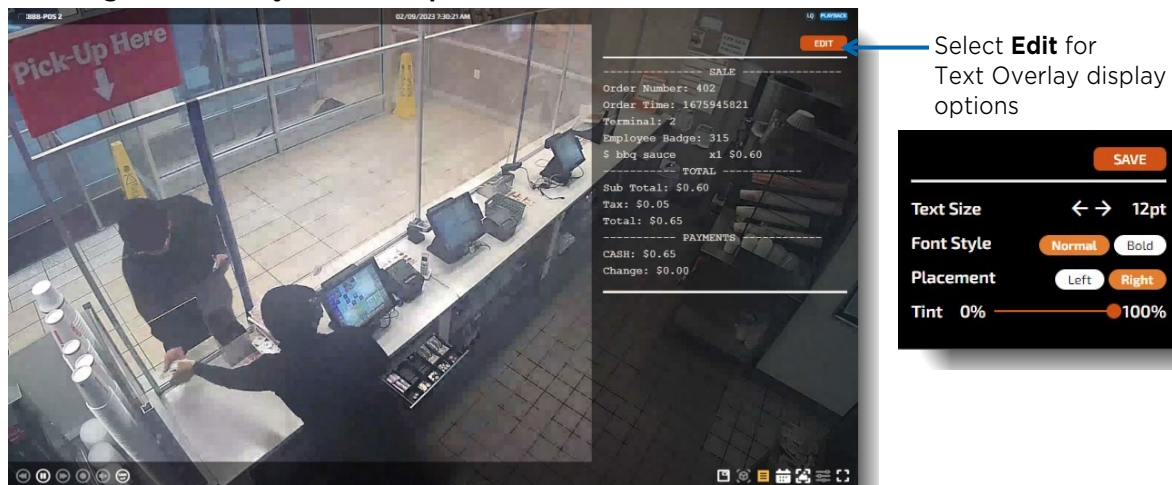 888-POS 2
02/09/2023 7:30:21 AM
LQ PLAYBACK
Pick-Up Here
EDIT
------------------ SALE ------------------
Order Number: 402
Order Time: 1675945821
Terminal: 2
Employee Badge: 315
$ bbq sauce x1 $0.60
------------- TOTAL --------------
Sub Total: $0.60
Tax: $0.05
Total: $0.65
------------- PAYMENTS --------------
CASH: $0.65
Change: $0.00
Select Edit for
Text Overlay display
options
SAVE
Text Size 12pt
Font Style Normal Bold
Placement Left Right
Tint 0% 100%